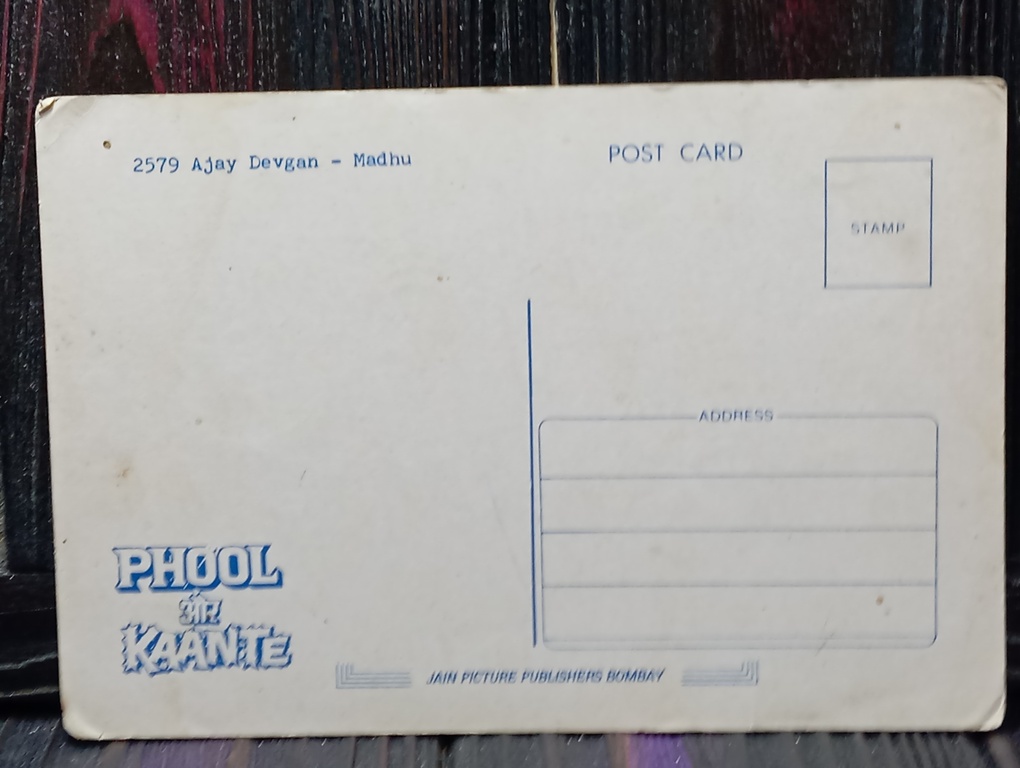 2579 Ajay Devgan - Madhu
POST CARD
STAMP
ADDRESS
PHOOL
और
KAANTE
JAIN PICTURE PUBLISHERS BOMBAY